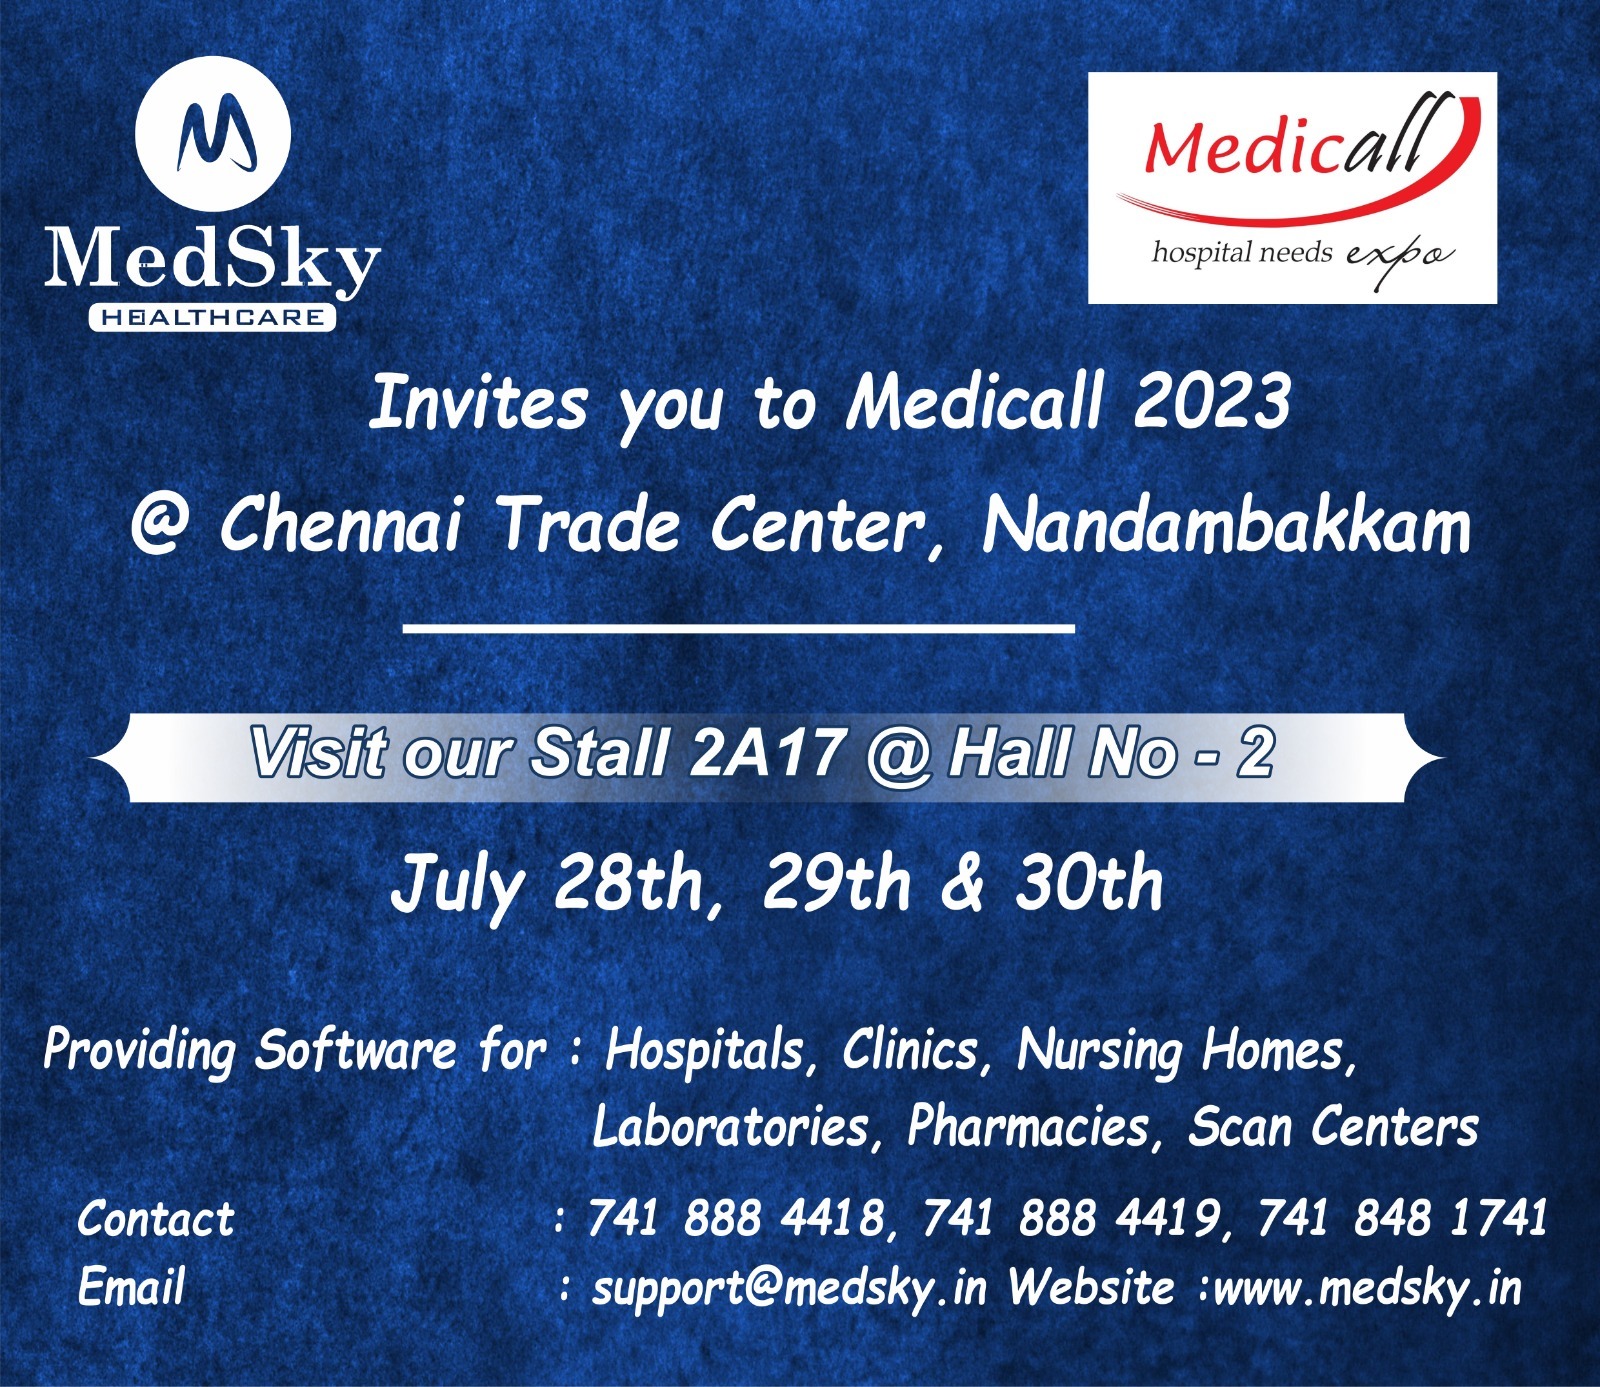 M
MedSky
HEALTHCARE
Medicall
hospital needs expo
Invites you to Medicall 2023
@ Chennai Trade Center, Nandambakkam
Visit our Stall 2A17 @ Hall No - 2
July 28th, 29th & 30th
Providing Software for : Hospitals, Clinics, Nursing Homes,
Laboratories, Pharmacies, Scan Centers
Contact : 741 888 4418, 741 888 4419, 741 848 1741
Email : support@medsky.in Website :www.medsky.in